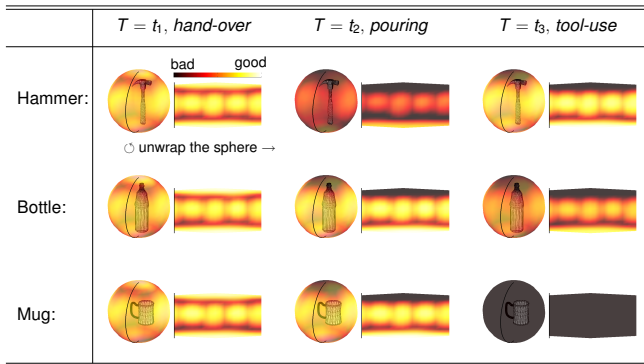 T = t₁, hand-over T = t₂, pouring T = t₃, tool-use
bad good
Hammer:
↻ unwrap the sphere →
Bottle:
Mug: